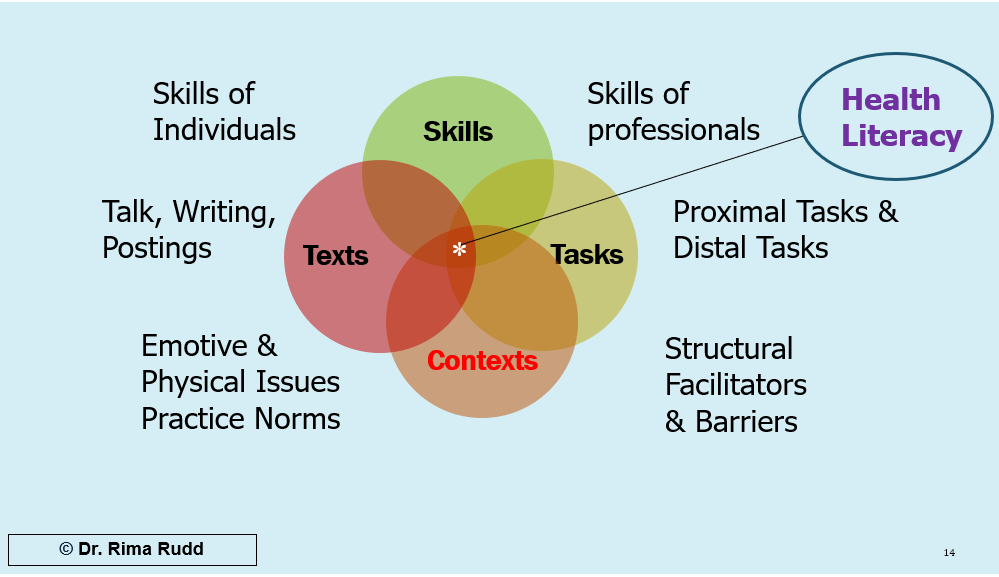 Skills of
Individuals
Skills
Skills of
professionals
Health
Literacy
Talk, Writing,
Postings
Texts
*
Tasks
Proximal Tasks &
Distal Tasks
Emotive &
Physical Issues
Practice Norms
Contexts
Structural
Facilitators
& Barriers
© Dr. Rima Rudd
14